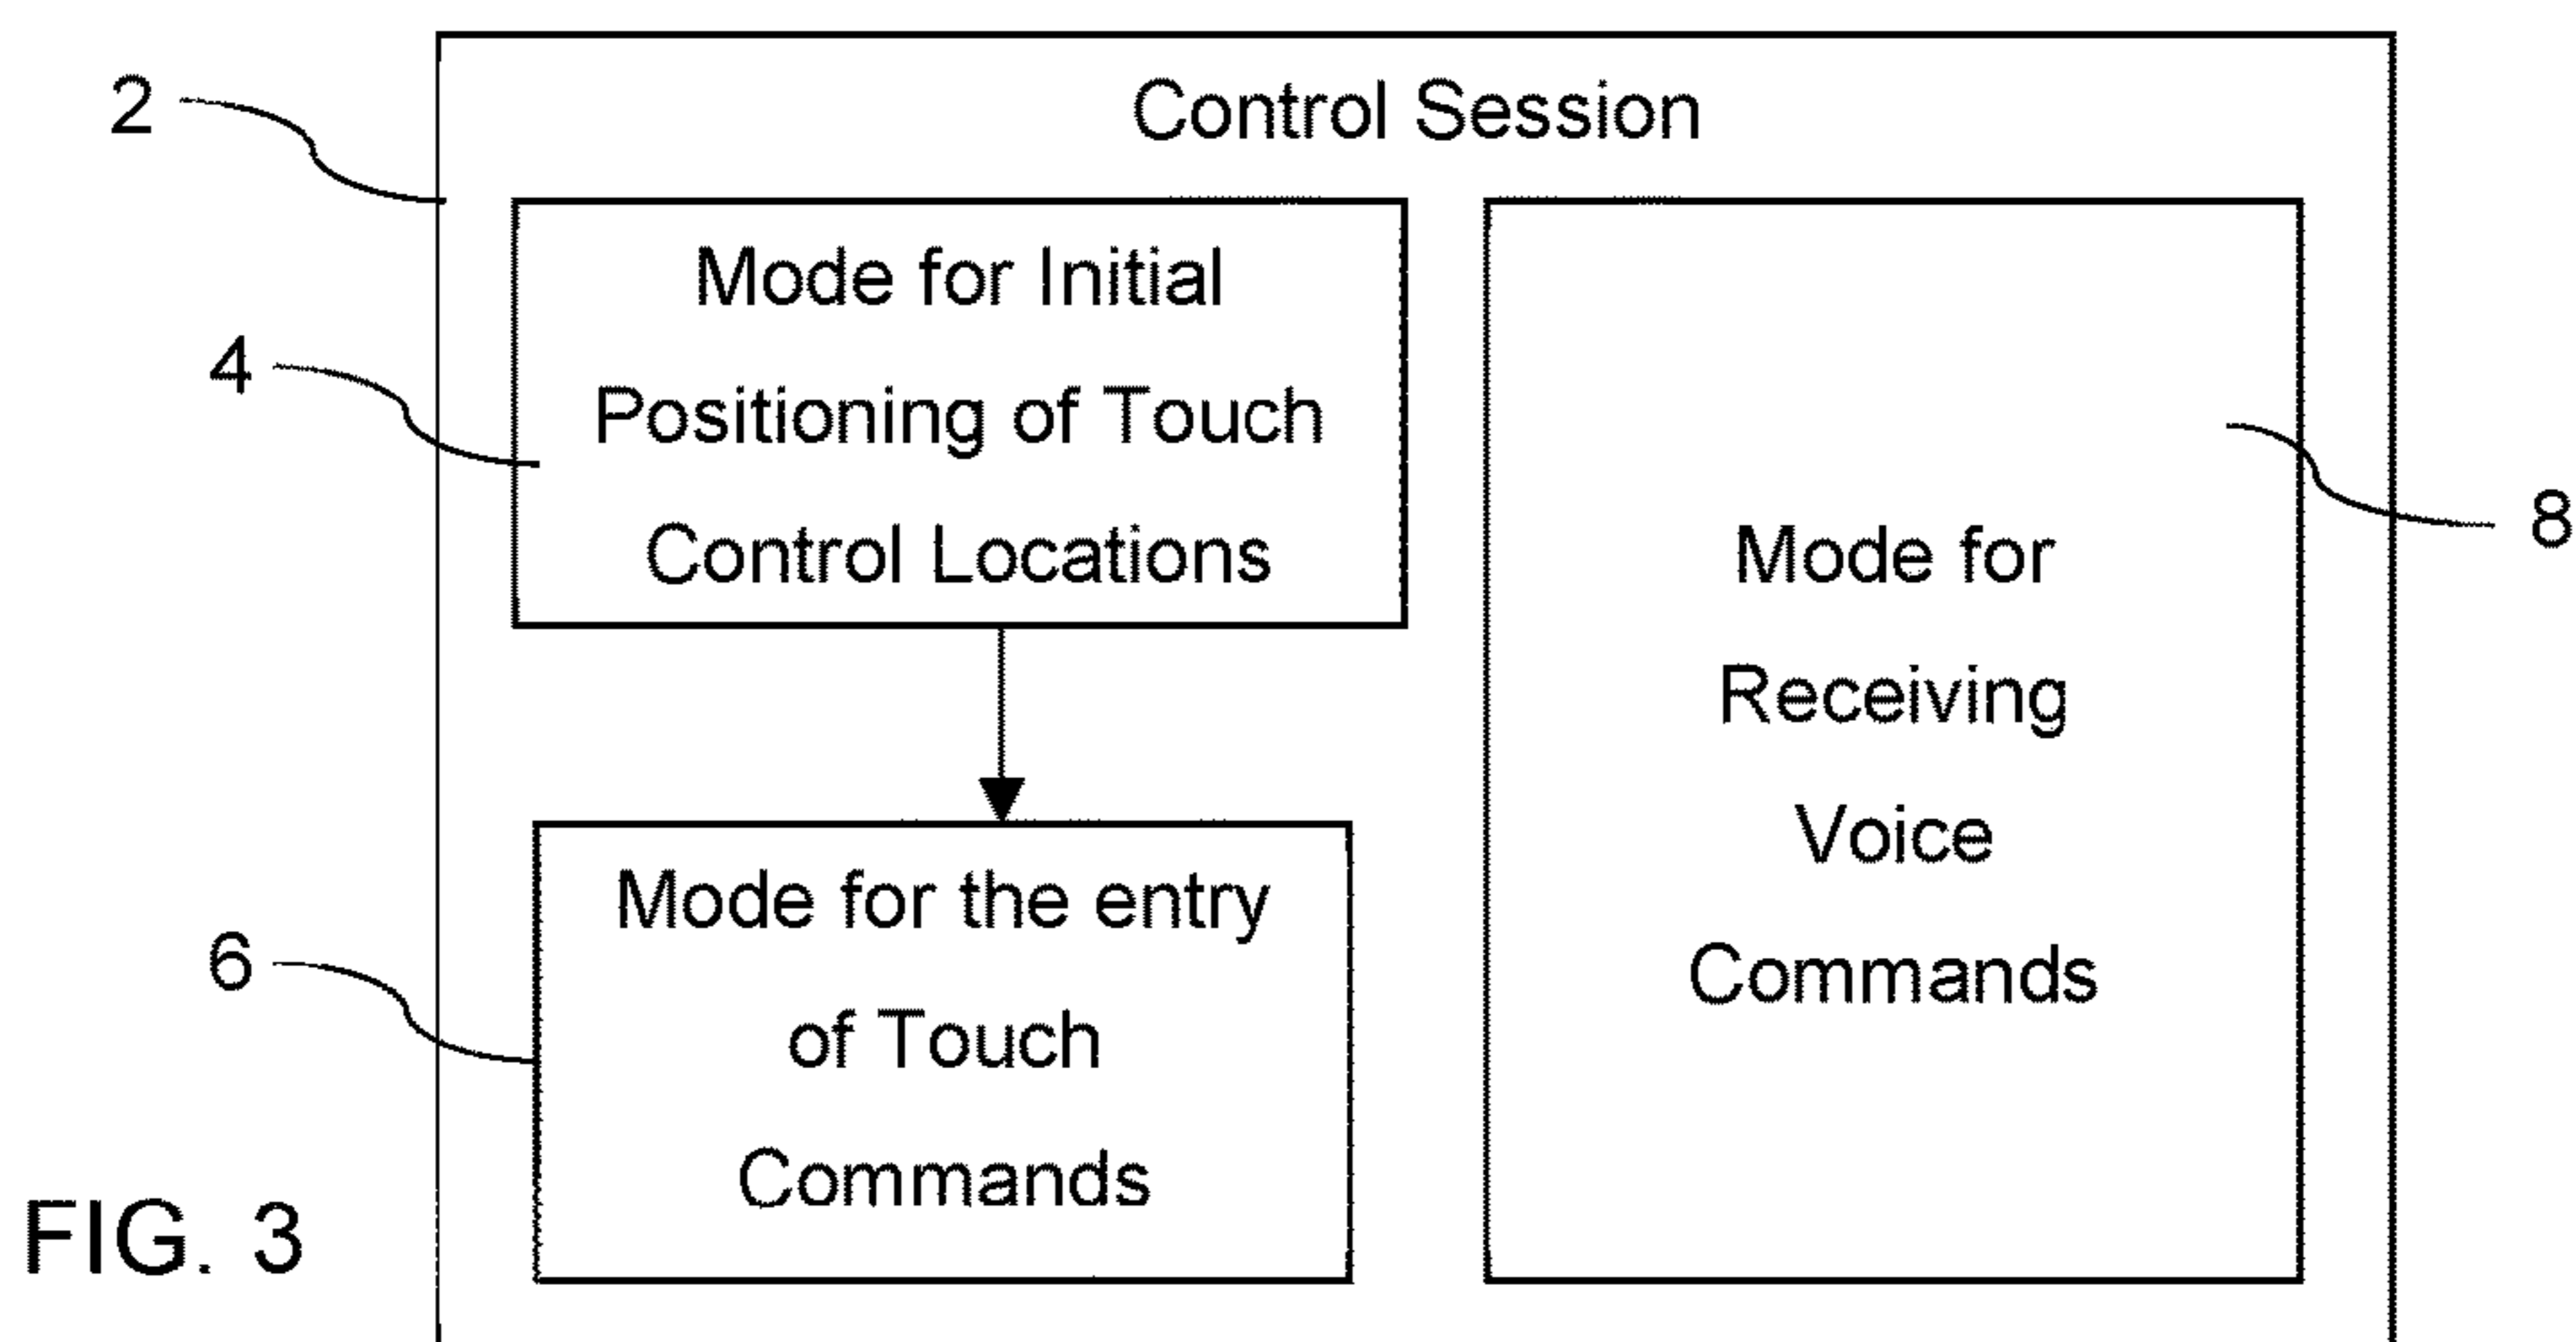 2
Control Session
4
Mode for Initial
Positioning of Touch
Control Locations
6
Mode for the entry
of Touch
Commands
8
Mode for
Receiving
Voice
Commands
FIG. 3